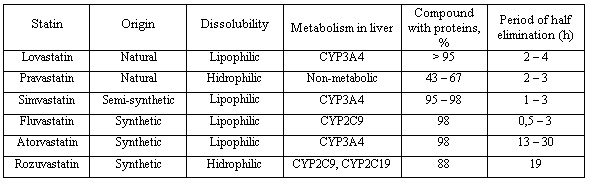 Statin Origin Dissolubility Metabolism in liver Compound with proteins, % Period of half elimination (h)
Lovastatin Natural Lipophilic CYP3A4 > 95 2 – 4
Pravastatin Natural Hidrophilic Non-metabolic 43 – 67 2 – 3
Simvastatin Semi-synthetic Lipophilic CYP3A4 95 – 98 1 – 3
Fluvastatin Synthetic Lipophilic CYP2C9 98 0,5 – 3
Atorvastatin Synthetic Lipophilic CYP3A4 98 13 - 30
Rozuvastatin Synthetic Hidrophilic CYP2C9, CYP2C19 88 19